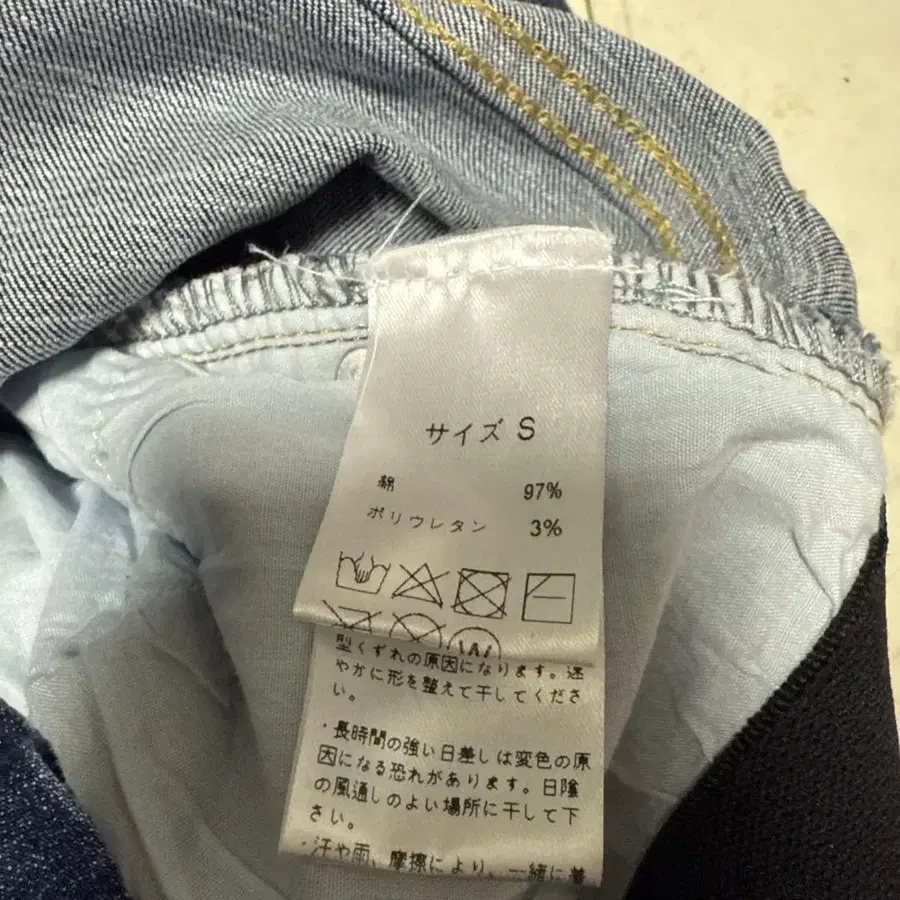 サイズ S
綿 97%
ポリウレタン 3%
W
型くずれの原因になります。速
やかに形を整えて干してくださ
い。
・長時間の強い日差しは変色の原
因になる恐れがあります。日陰
の風通しのよい場所に干して下
さい。
・汗や雨、摩擦により、一緒に着